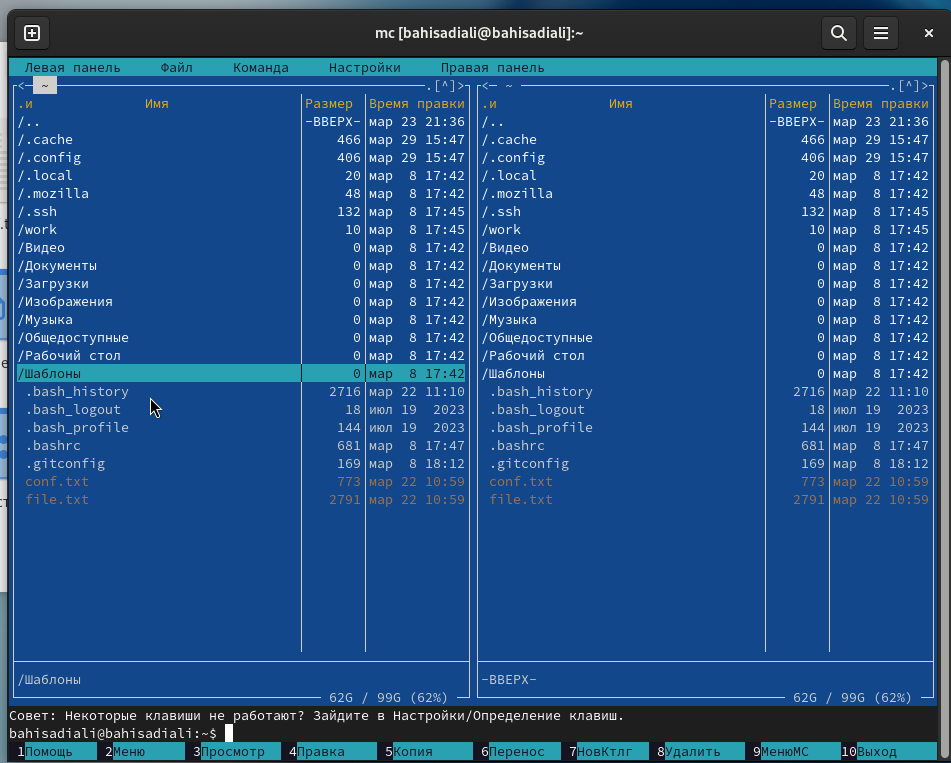 mc [bahisadiali@bahisadiali]:~
Левая панель Файл Команда Настройки Правая панель
<- ~ .[^]> <- ~ .[^]>
.и Имя Размер Время правки .и Имя Размер Время правки
/.. -ВВЕРХ- мар 23 21:36 /.. -ВВЕРХ- мар 23 21:36
/.cache 466 мар 29 15:47 /.cache 466 мар 29 15:47
/.config 406 мар 29 15:47 /.config 406 мар 29 15:47
/.local 20 мар 8 17:42 /.local 20 мар 8 17:42
/.mozilla 48 мар 8 17:42 /.mozilla 48 мар 8 17:42
/.ssh 132 мар 8 17:45 /.ssh 132 мар 8 17:45
/work 10 мар 8 17:45 /work 10 мар 8 17:45
/Видео 0 мар 8 17:42 /Видео 0 мар 8 17:42
/Документы 0 мар 8 17:42 /Документы 0 мар 8 17:42
/Загрузки 0 мар 8 17:42 /Загрузки 0 мар 8 17:42
/Изображения 0 мар 8 17:42 /Изображения 0 мар 8 17:42
/Музыка 0 мар 8 17:42 /Музыка 0 мар 8 17:42
/Общедоступные 0 мар 8 17:42 /Общедоступные 0 мар 8 17:42
/Рабочий стол 0 мар 8 17:42 /Рабочий стол 0 мар 8 17:42
/Шаблоны 0 мар 8 17:42 /Шаблоны 0 мар 8 17:42
.bash_history 2716 мар 22 11:10 .bash_history 2716 мар 22 11:10
.bash_logout 18 июл 19 2023 .bash_logout 18 июл 19 2023
.bash_profile 144 июл 19 2023 .bash_profile 144 июл 19 2023
.bashrc 681 мар 8 17:47 .bashrc 681 мар 8 17:47
.gitconfig 169 мар 8 18:12 .gitconfig 169 мар 8 18:12
conf.txt 773 мар 22 10:59 conf.txt 773 мар 22 10:59
file.txt 2791 мар 22 10:59 file.txt 2791 мар 22 10:59
/Шаблоны -ВВЕРХ-
62G / 99G (62%) 62G / 99G (62%)
Совет: Некоторые клавиши не работают? Зайдите в Настройки/Определение клавиш.
bahisadiali@bahisadiali:~$
1Помощь 2Меню 3Просмотр 4Правка 5Копия 6Перенос 7НовКтлг 8Удалить 9МенюМС 10Выход